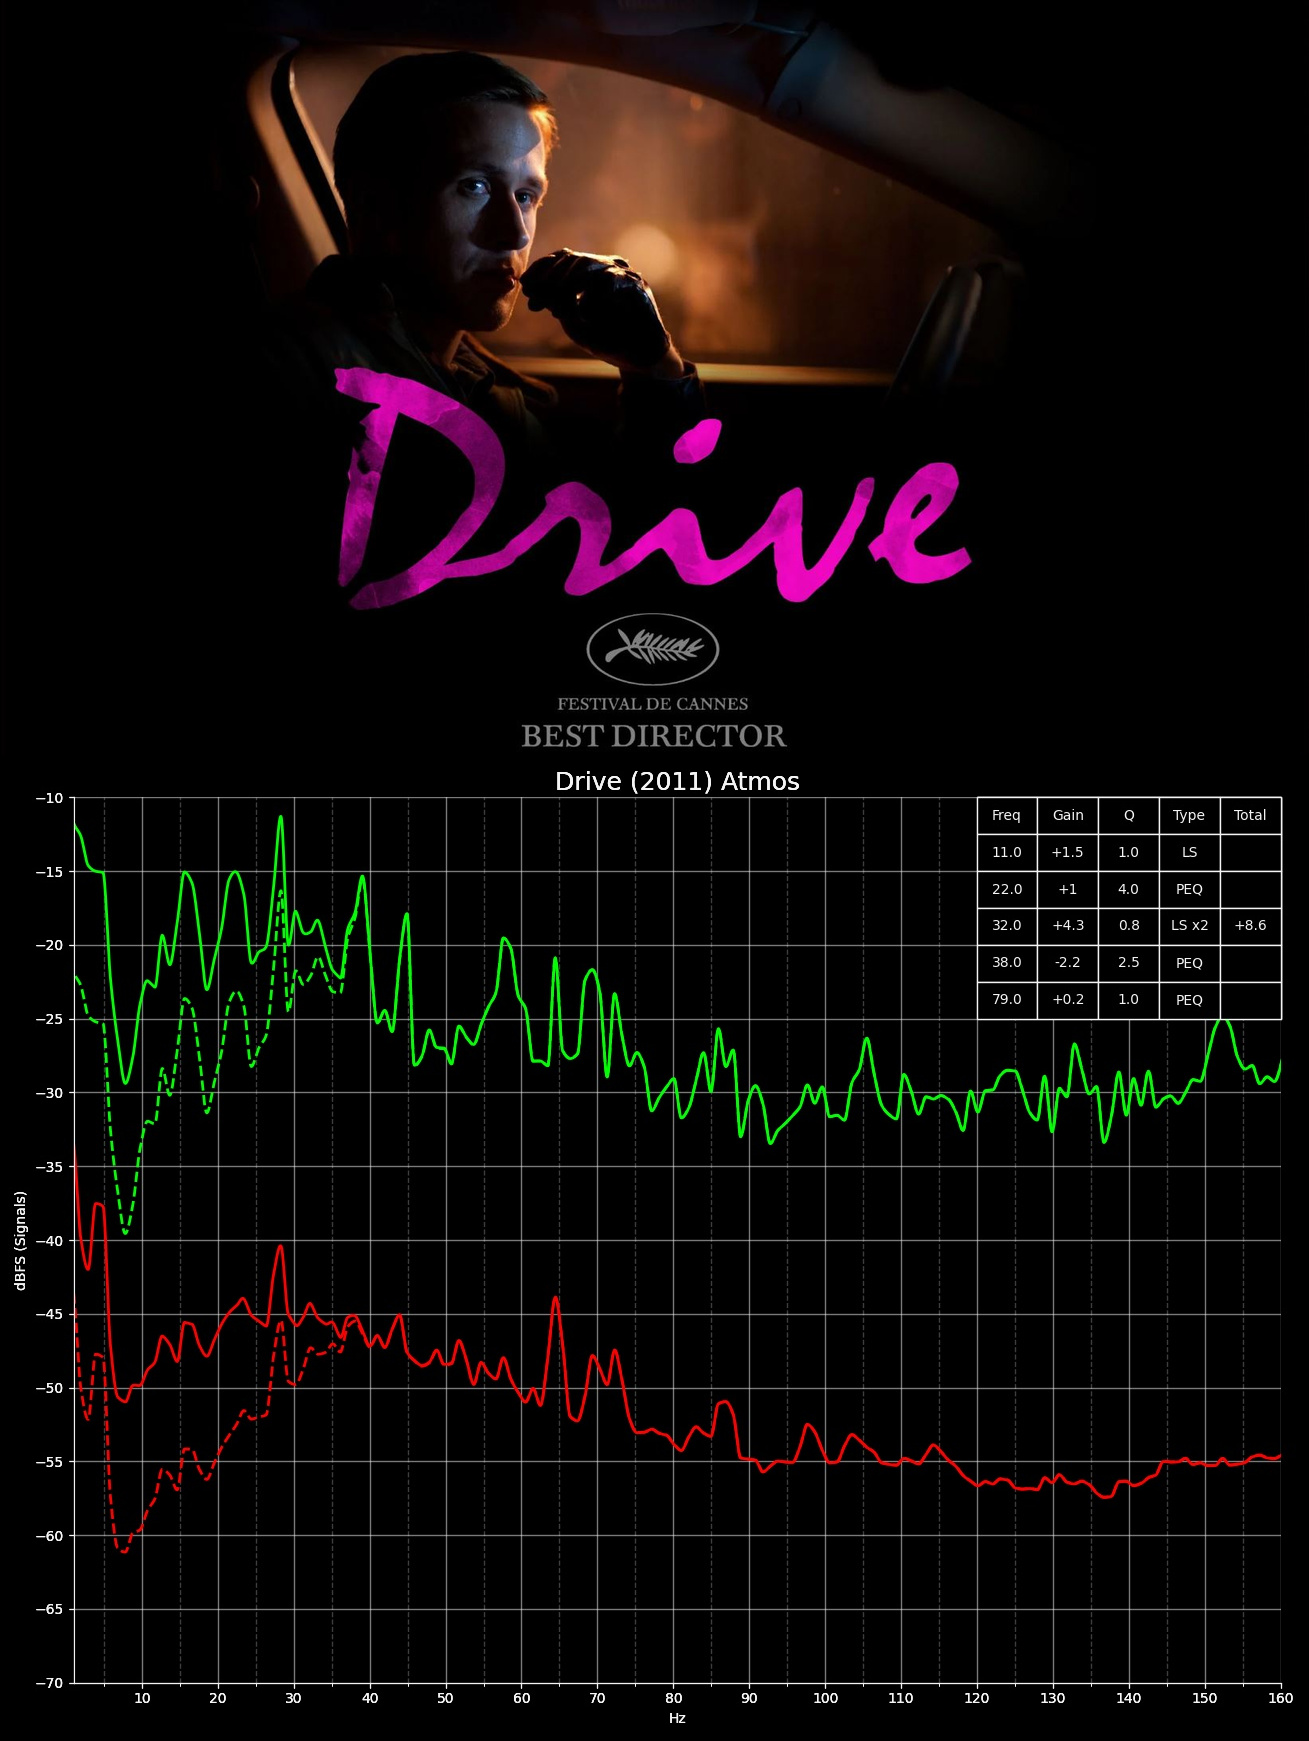 Drive
FESTIVAL DE CANNES
BEST DIRECTOR
Drive (2011) Atmos
Freq Gain Q Type Total
11.0 +1.5 1.0 LS
22.0 +1 4.0 PEQ
32.0 +4.3 0.8 LS x2 +8.6
38.0 -2.2 2.5 PEQ
79.0 +0.2 1.0 PEQ
−10
−15
−20
−25
−30
−35
−40
−45
−50
−55
−60
−65
−70
dBFS (Signals)
10 20 30 40 50 60 70 80 90 100 110 120 130 140 150 160
Hz